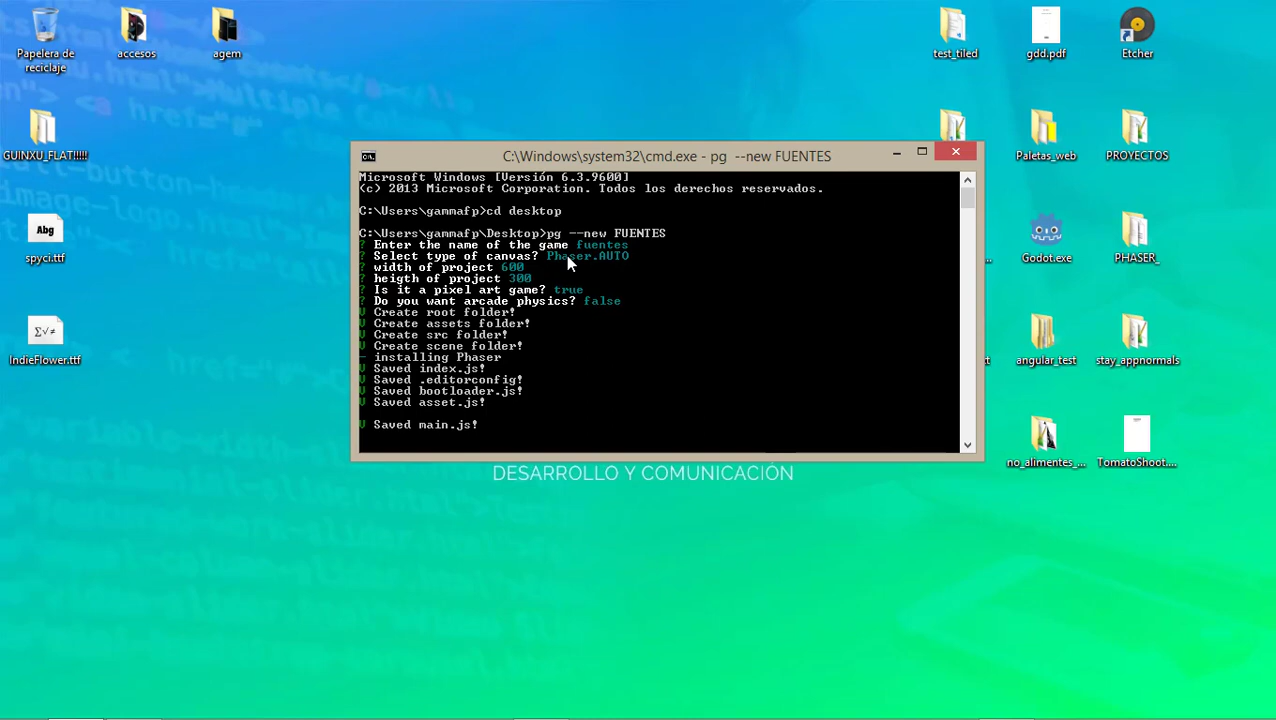 Papelera de
reciclaje
accesos
agem
test_tiled
gdd.pdf
Etcher
GUINXU_FLAT!!!!!
Paletas_web
PROYECTOS
Abg
spyci.ttf
Godot.exe
PHASER_
IndieFlower.ttf
angular_test
stay_appnormals
no_alimentes_...
TomatoShoot....
C:\Windows\system32\cmd.exe - pg --new FUENTES
Microsoft Windows [Versión 6.3.9600]
(c) 2013 Microsoft Corporation. Todos los derechos reservados.
C:\Users\gammafp>cd desktop
C:\Users\gammafp\Desktop>pg --new FUENTES
? Enter the name of the game fuentes
? Select type of canvas? Phaser.AUTO
? width of project 600
? heigth of project 300
? Is it a pixel art game? true
? Do you want arcade physics? false
V Create root folder!
V Create assets folder!
V Create src folder!
V Create scene folder!
- installing Phaser
V Saved index.js!
V Saved .editorconfig!
V Saved bootloader.js!
V Saved asset.js!
V Saved main.js!
DESARROLLO Y COMUNICACIÓN